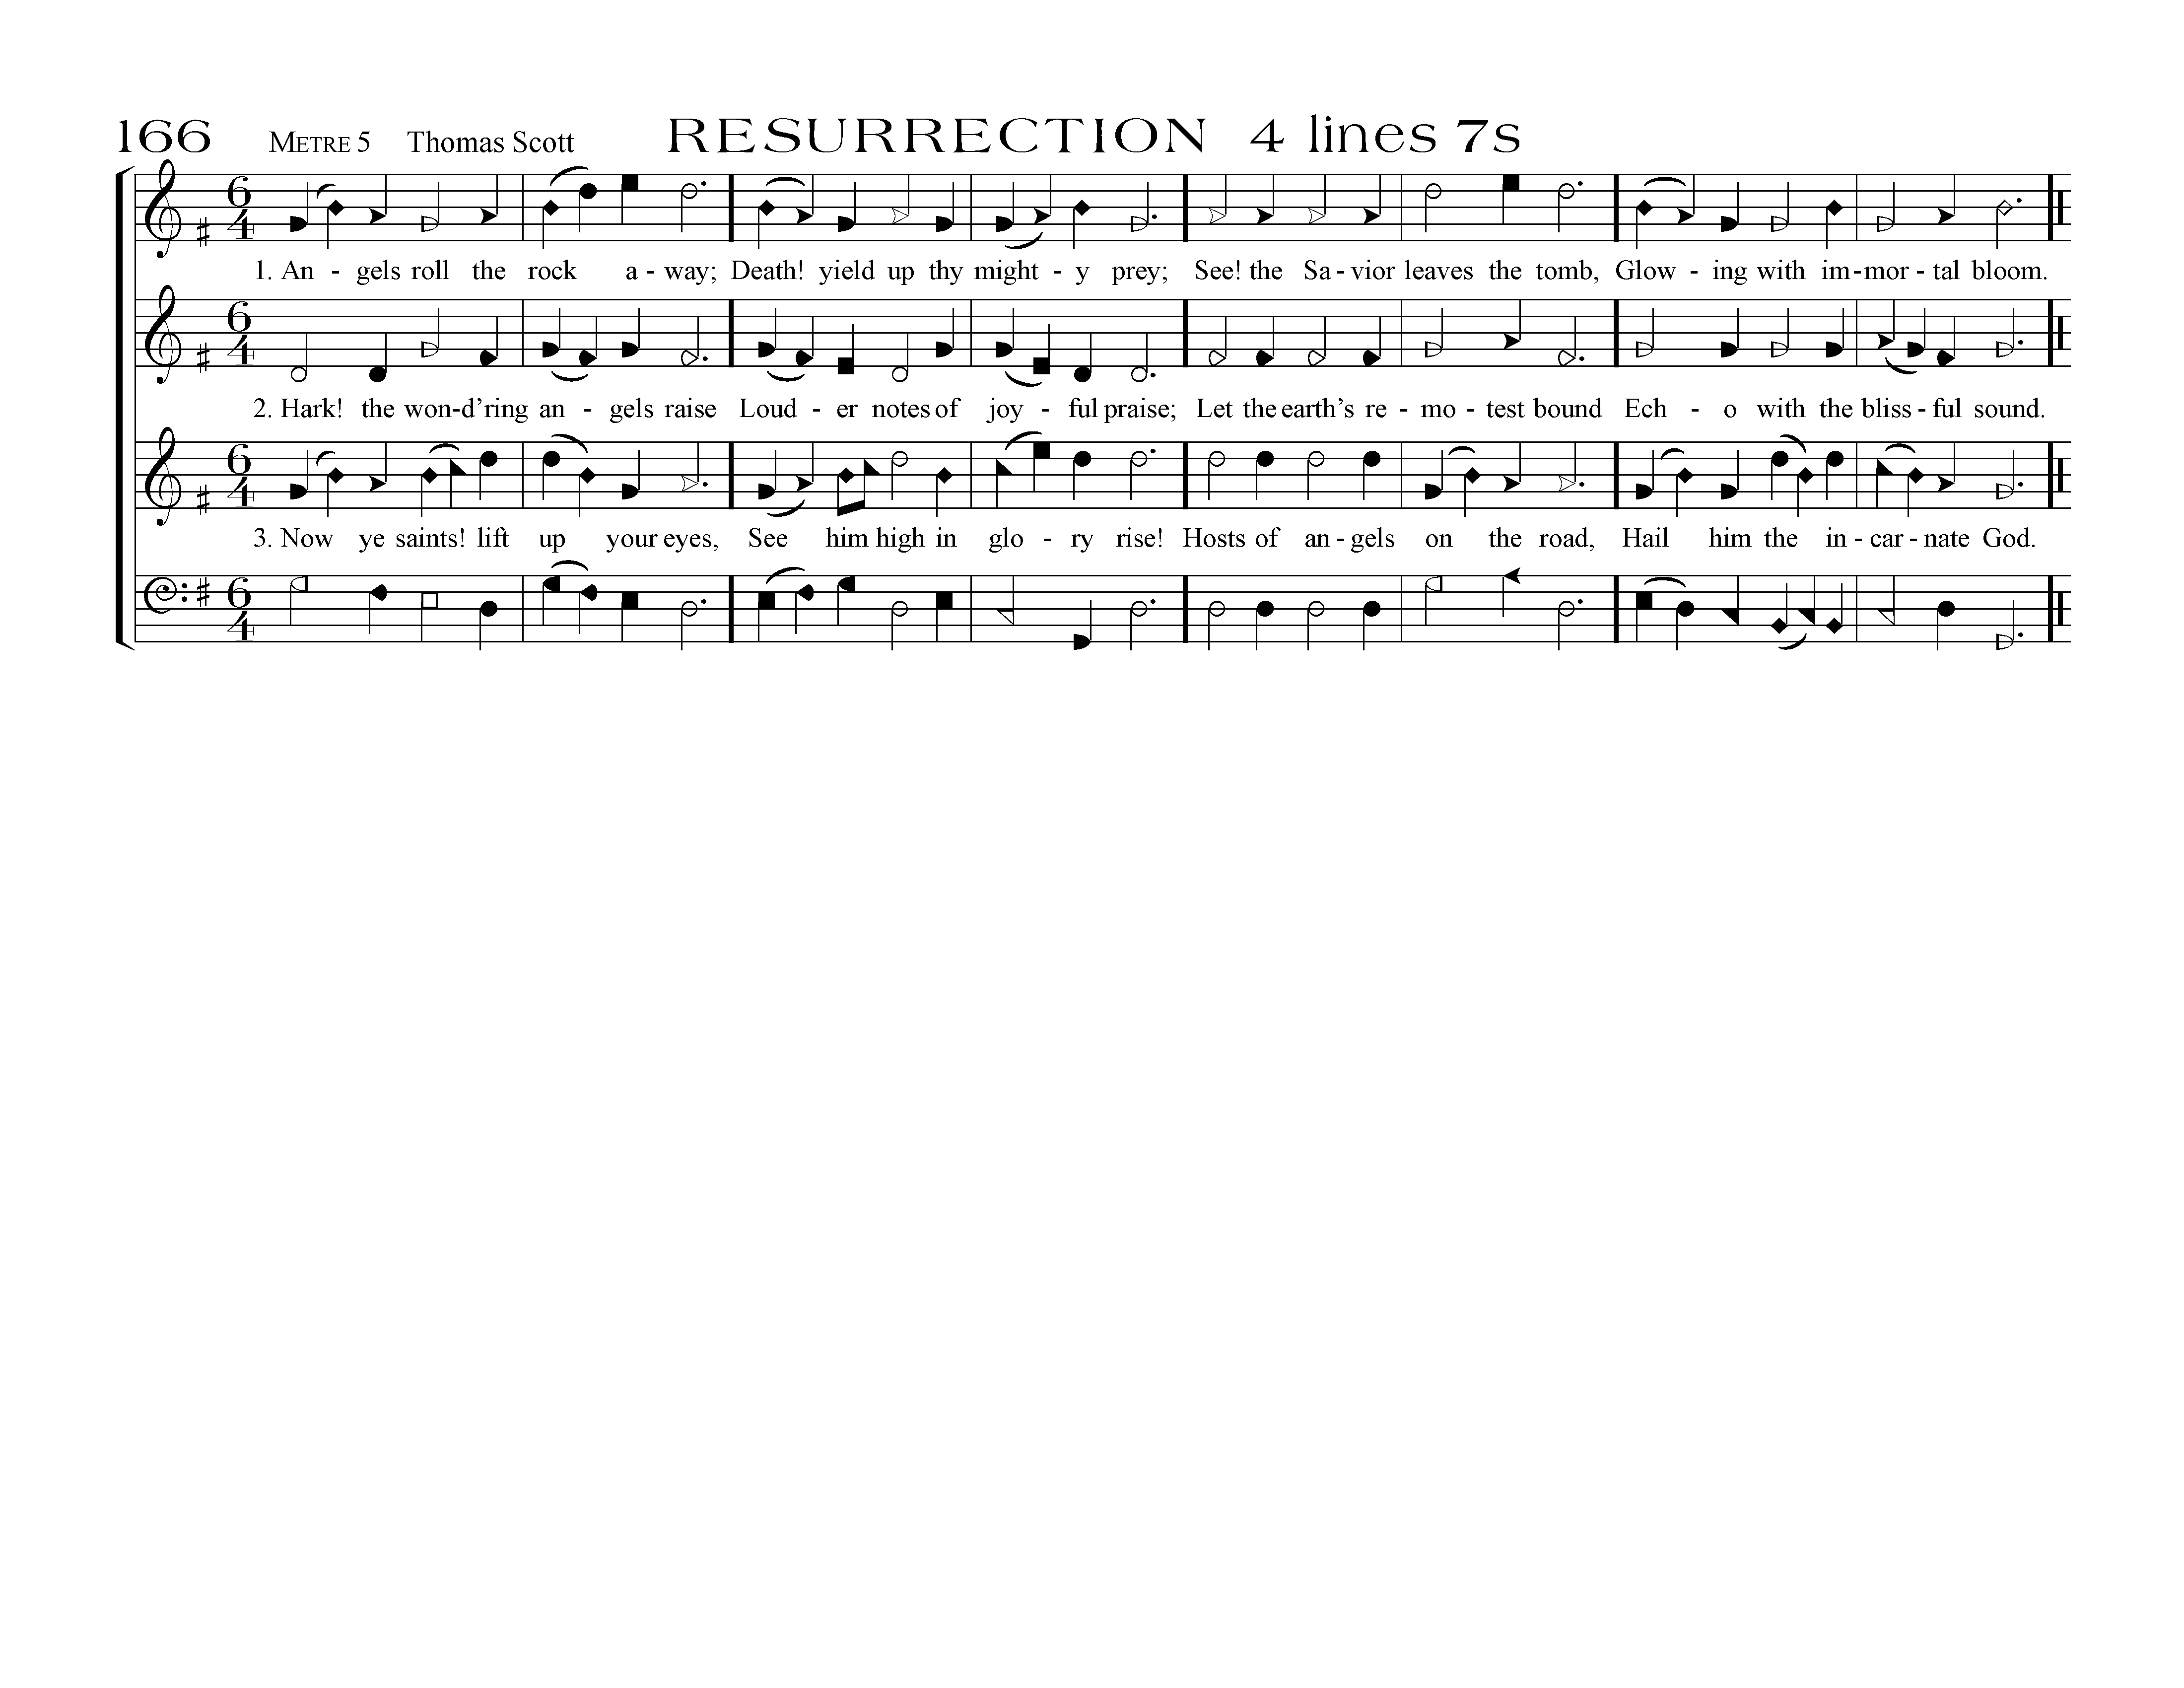 166 METRE 5 Thomas Scott RESURRECTION 4 lines 7s
6 4
1. An - gels roll the rock a - way; Death! yield up thy might - y prey; See! the Sa - vior leaves the tomb, Glow - ing with im - mor - tal bloom.
6 4
2. Hark! the won - d’ring an - gels raise Loud - er notes of joy - ful praise; Let the earth’s re - mo - test bound Ech - o with the bliss - ful sound.
6 4
3. Now ye saints! lift up your eyes, See him high in glo - ry rise! Hosts of an - gels on the road, Hail him the in - car - nate God.
6 4